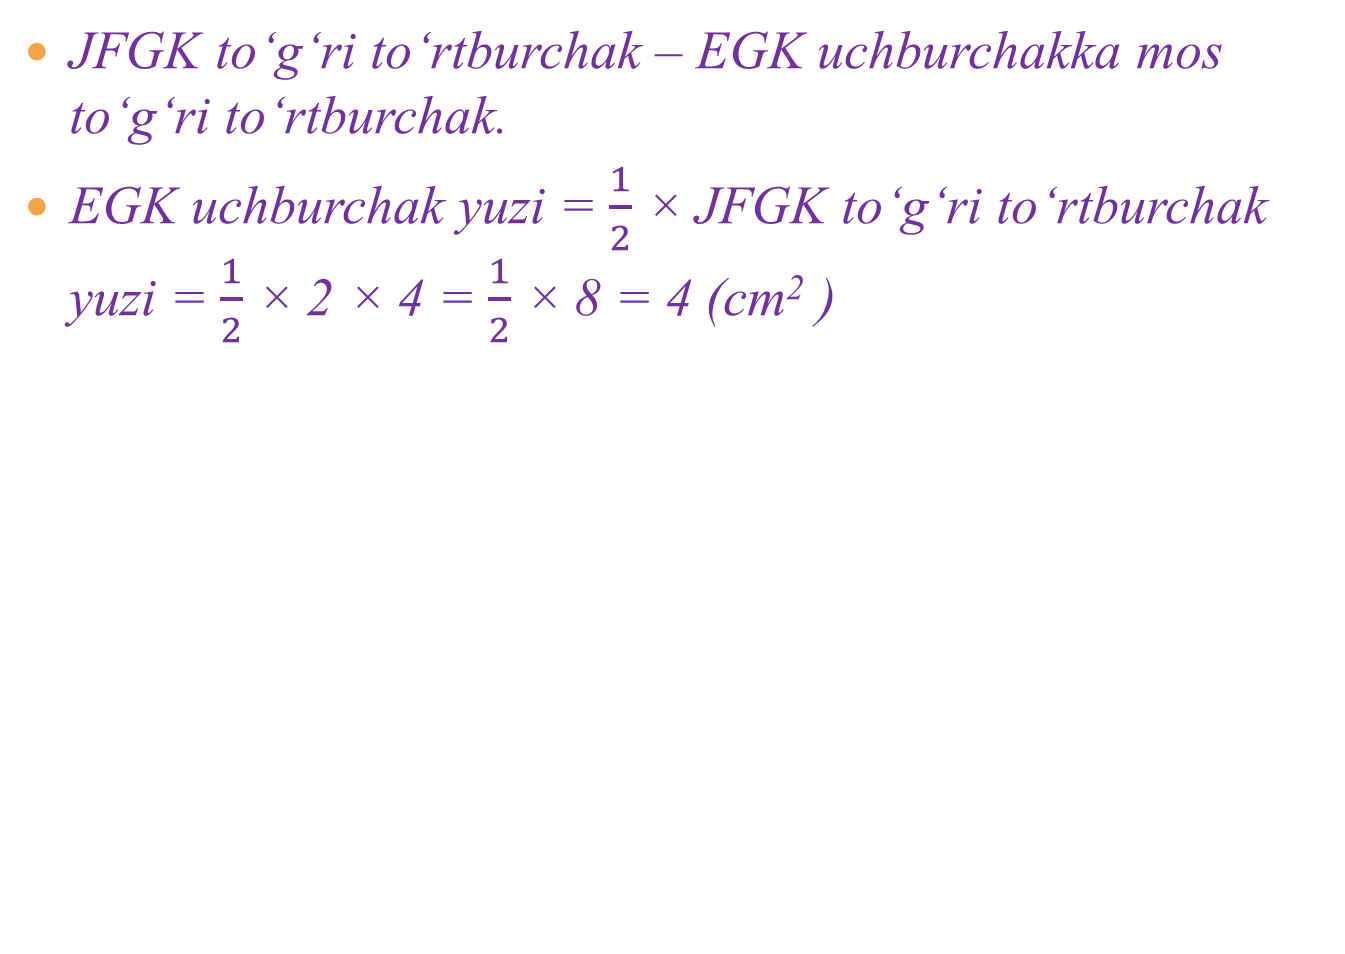 • JFGK to‘g‘ri to‘rtburchak – EGK uchburchakka mos
to‘g‘ri to‘rtburchak.
• EGK uchburchak yuzi = 1/2 × JFGK to‘g‘ri to‘rtburchak
yuzi = 1/2 × 2 × 4 = 1/2 × 8 = 4 (cm² )